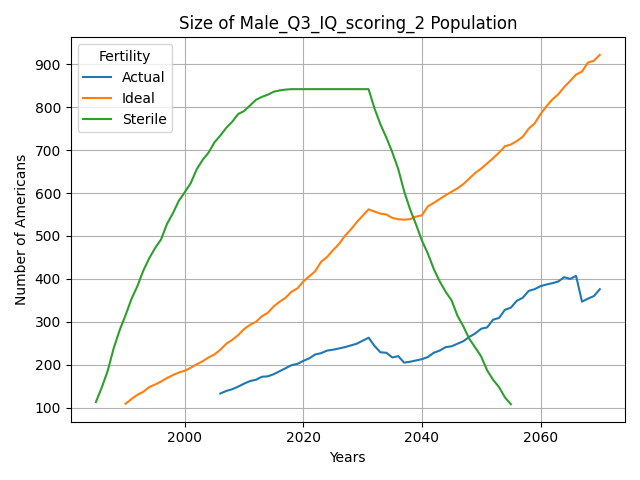 Size of Male_Q3_IQ_scoring_2 Population
Fertility
Actual
Ideal
Sterile
Number of Americans
900
800
700
600
500
400
300
200
100
2000
2020
2040
2060
Years